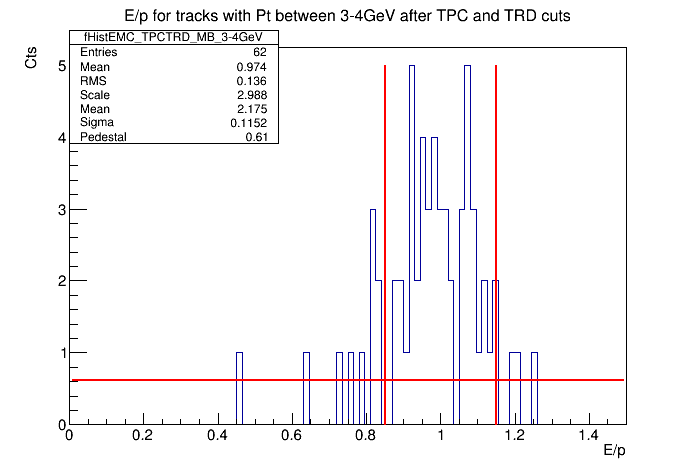 E/p for tracks with Pt between 3-4GeV after TPC and TRD cuts
fHistEMC_TPCTRD_MB_3-4GeV
Entries 62
Mean 0.974
RMS 0.136
Scale 2.988
Mean 2.175
Sigma 0.1152
Pedestal 0.61
Cts
5
4
3
2
1
0
0 0.2 0.4 0.6 0.8 1 1.2 1.4
E/p